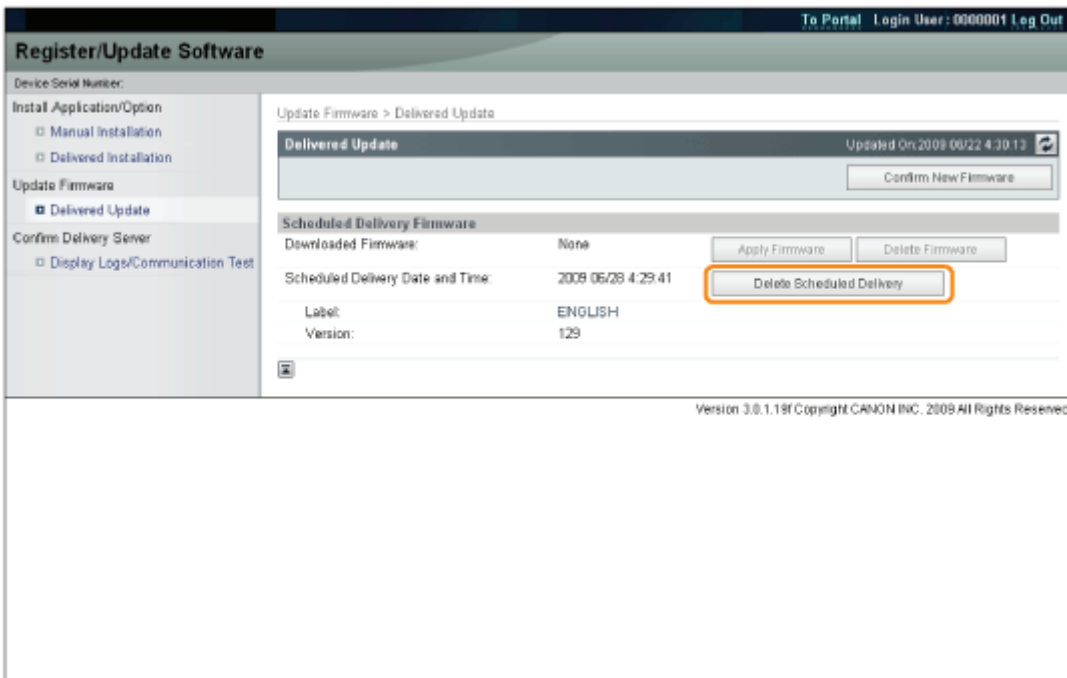 To Portal Login User : 0000001 Log Out
Register/Update Software
Device Serial Number:
Install Application/Option
Manual Installation
Delivered Installation
Update Firmware
Delivered Update
Confirm Delivery Server
Display Logs/Communication Test
Update Firmware > Delivered Update
Delivered Update Updated On:2009 06/22 4:30:13
Confirm New Firmware
Scheduled Delivery Firmware
Downloaded Firmware: None Apply Firmware Delete Firmware
Scheduled Delivery Date and Time: 2009 06/28 4:29:41 Delete Scheduled Delivery
Label: ENGLISH
Version: 129
Version 3.0.1.19f Copyright CANON INC. 2009 All Rights Reserved